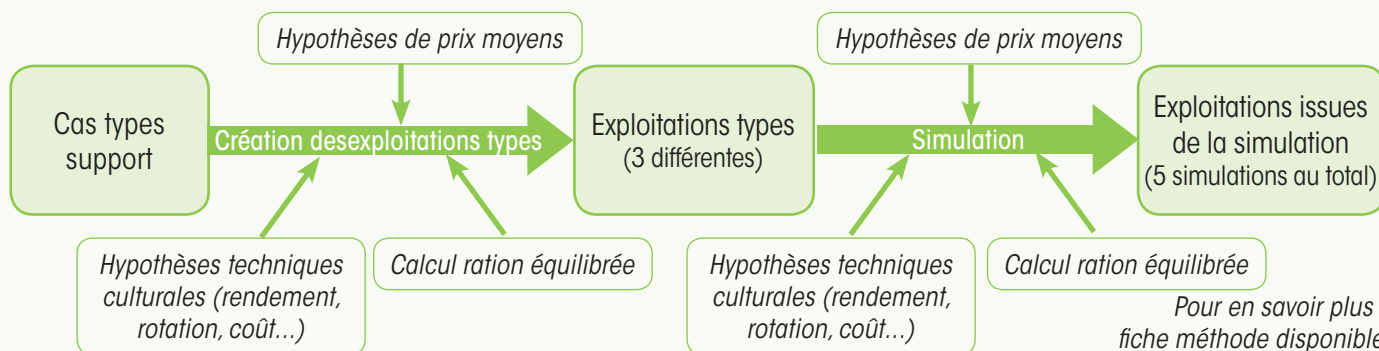 Hypothèses de prix moyens
Hypothèses de prix moyens
Cas types
support
Création desexploitations types
Exploitations types
(3 différentes)
Simulation
Exploitations issues
de la simulation
(5 simulations au total)
Hypothèses techniques
culturales (rendement,
rotation, coût...)
Calcul ration équilibrée
Hypothèses techniques
culturales (rendement,
rotation, coût...)
Calcul ration équilibrée
Pour en savoir plus
fiche méthode disponible